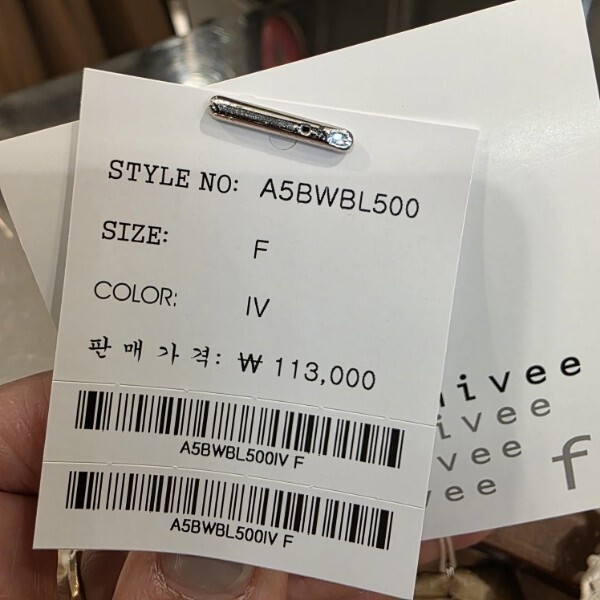 STYLE NO: A5BWBL500
SIZE: F
COLOR: IV
판 매 가 격: ₩ 113,000
A5BWBL500IV F
A5BWBL500IV F
ivee
ivee
vee
vee
f